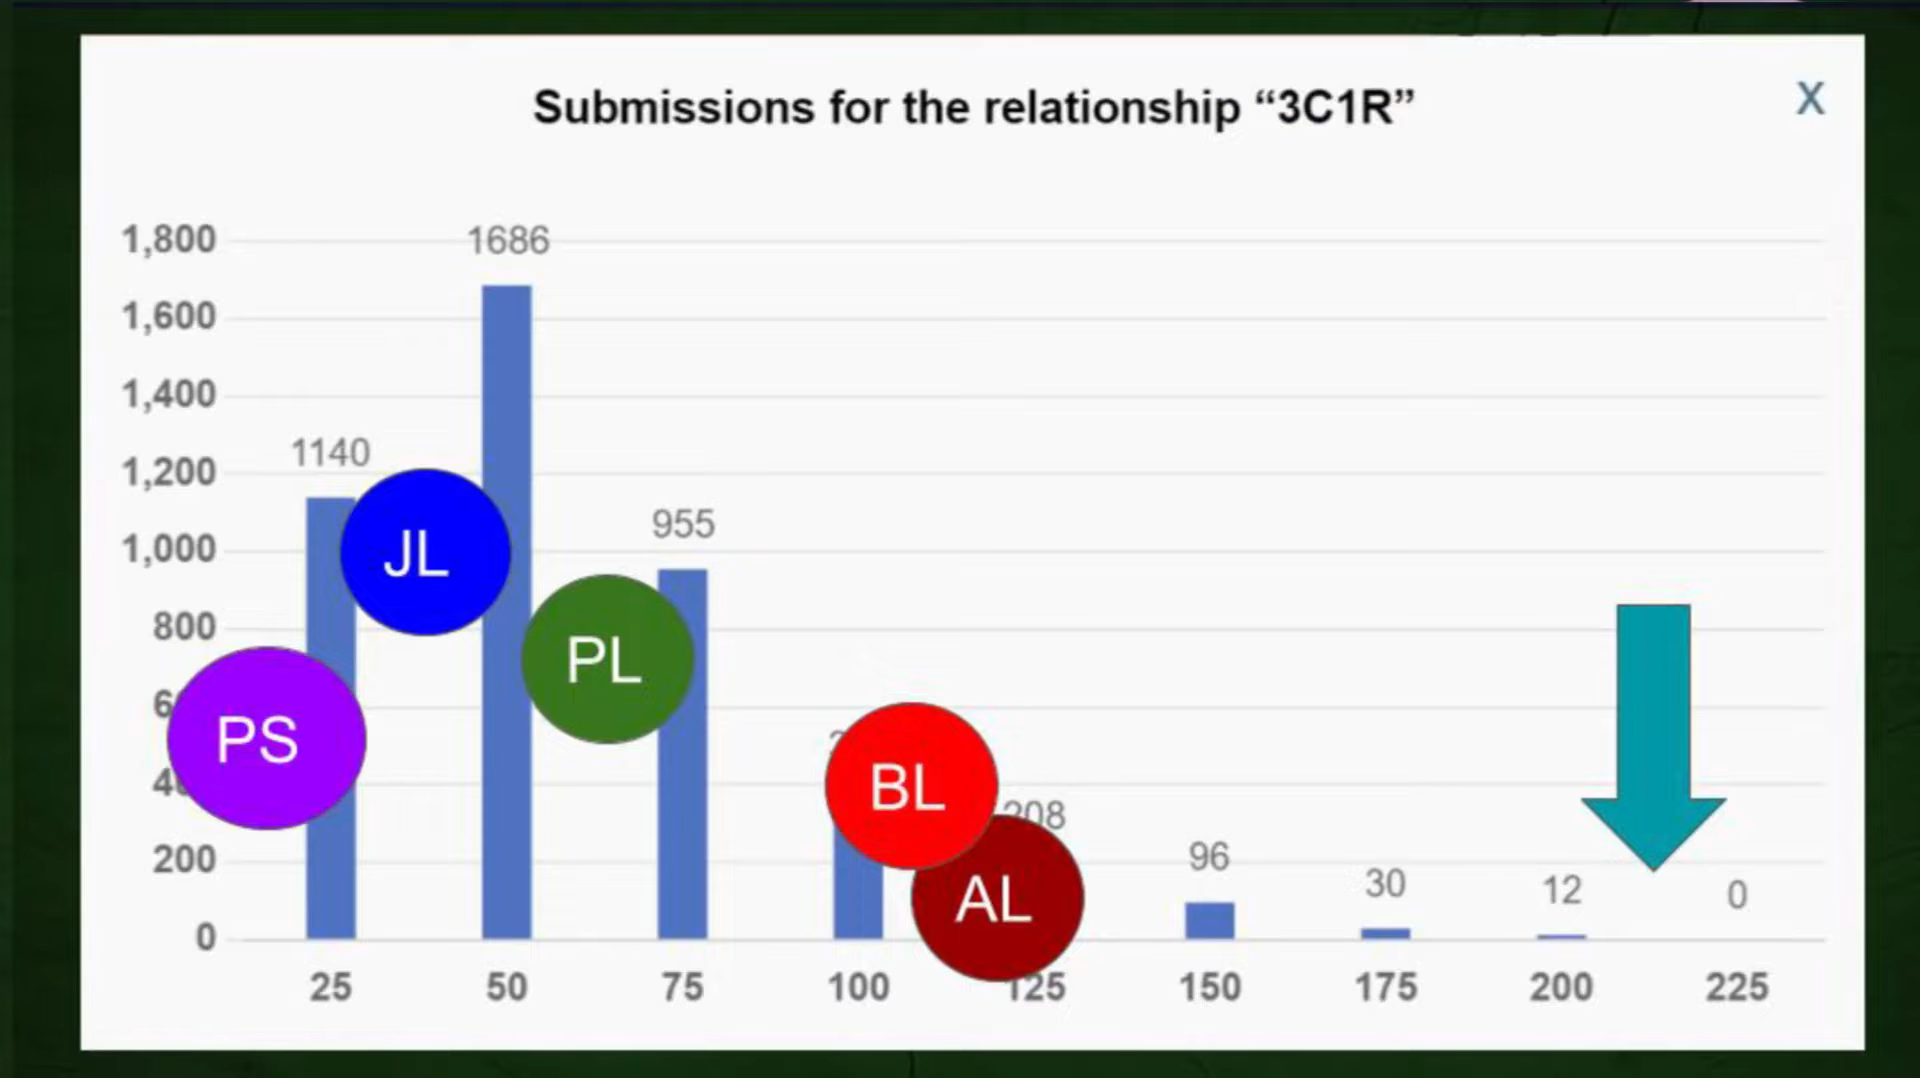 Submissions for the relationship “3C1R”
X
1,800
1686
1,600
1,400
1140
1,200
955
1,000
JL
800
PL
PS
BL
208
200
AL
96
30
12
0
0
25 50 75 100 125 150 175 200 225